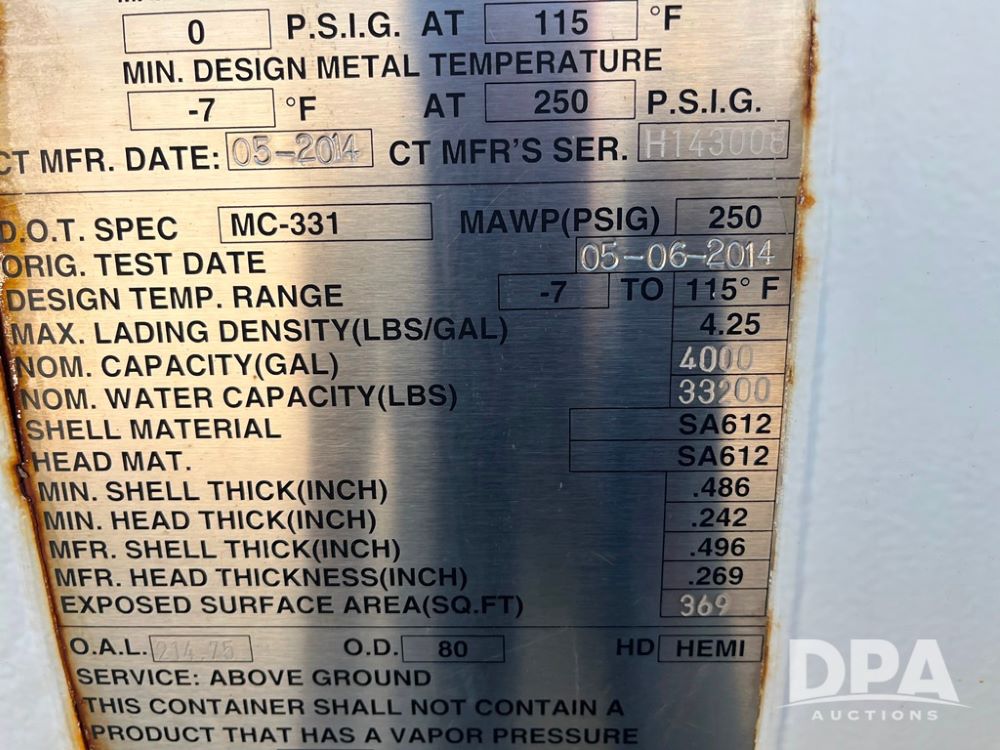 0 P.S.I.G. AT 115 °F
MIN. DESIGN METAL TEMPERATURE
-7 °F AT 250 P.S.I.G.
CT MFR. DATE: 05-2014 CT MFR'S SER. H143008
D.O.T. SPEC MC-331 MAWP(PSIG) 250
ORIG. TEST DATE 05-06-2014
DESIGN TEMP. RANGE -7 TO 115° F
MAX. LADING DENSITY(LBS/GAL) 4.25
NOM. CAPACITY(GAL) 4000
NOM. WATER CAPACITY(LBS) 33200
SHELL MATERIAL SA612
HEAD MAT. SA612
MIN. SHELL THICK(INCH) .486
MIN. HEAD THICK(INCH) .242
MFR. SHELL THICK(INCH) .496
MFR. HEAD THICKNESS(INCH) .269
EXPOSED SURFACE AREA(SQ.FT) 369
O.A.L. 214.75 O.D. 80 HD HEMI
SERVICE: ABOVE GROUND
THIS CONTAINER SHALL NOT CONTAIN A
PRODUCT THAT HAS A VAPOR PRESSURE
DPA
AUCTIONS